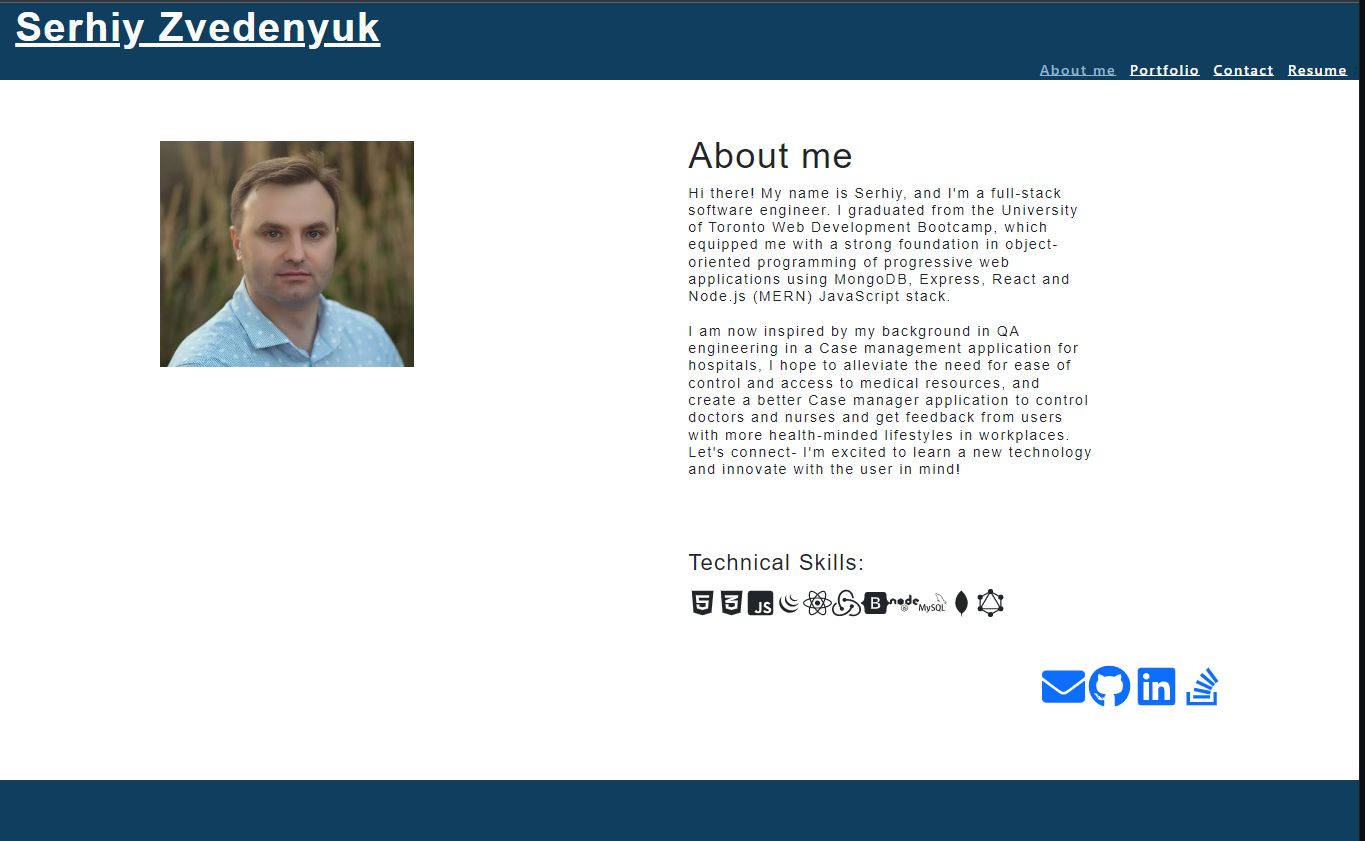 Serhiy Zvedenyuk
About me Portfolio Contact Resume
About me
Hi there! My name is Serhiy, and I'm a full-stack
software engineer. I graduated from the University
of Toronto Web Development Bootcamp, which
equipped me with a strong foundation in object-
oriented programming of progressive web
applications using MongoDB, Express, React and
Node.js (MERN) JavaScript stack.
I am now inspired by my background in QA
engineering in a Case management application for
hospitals, I hope to alleviate the need for ease of
control and access to medical resources, and
create a better Case manager application to control
doctors and nurses and get feedback from users
with more health-minded lifestyles in workplaces.
Let's connect- I'm excited to learn a new technology
and innovate with the user in mind!
Technical Skills:
5 3 JS B node MySQL
in